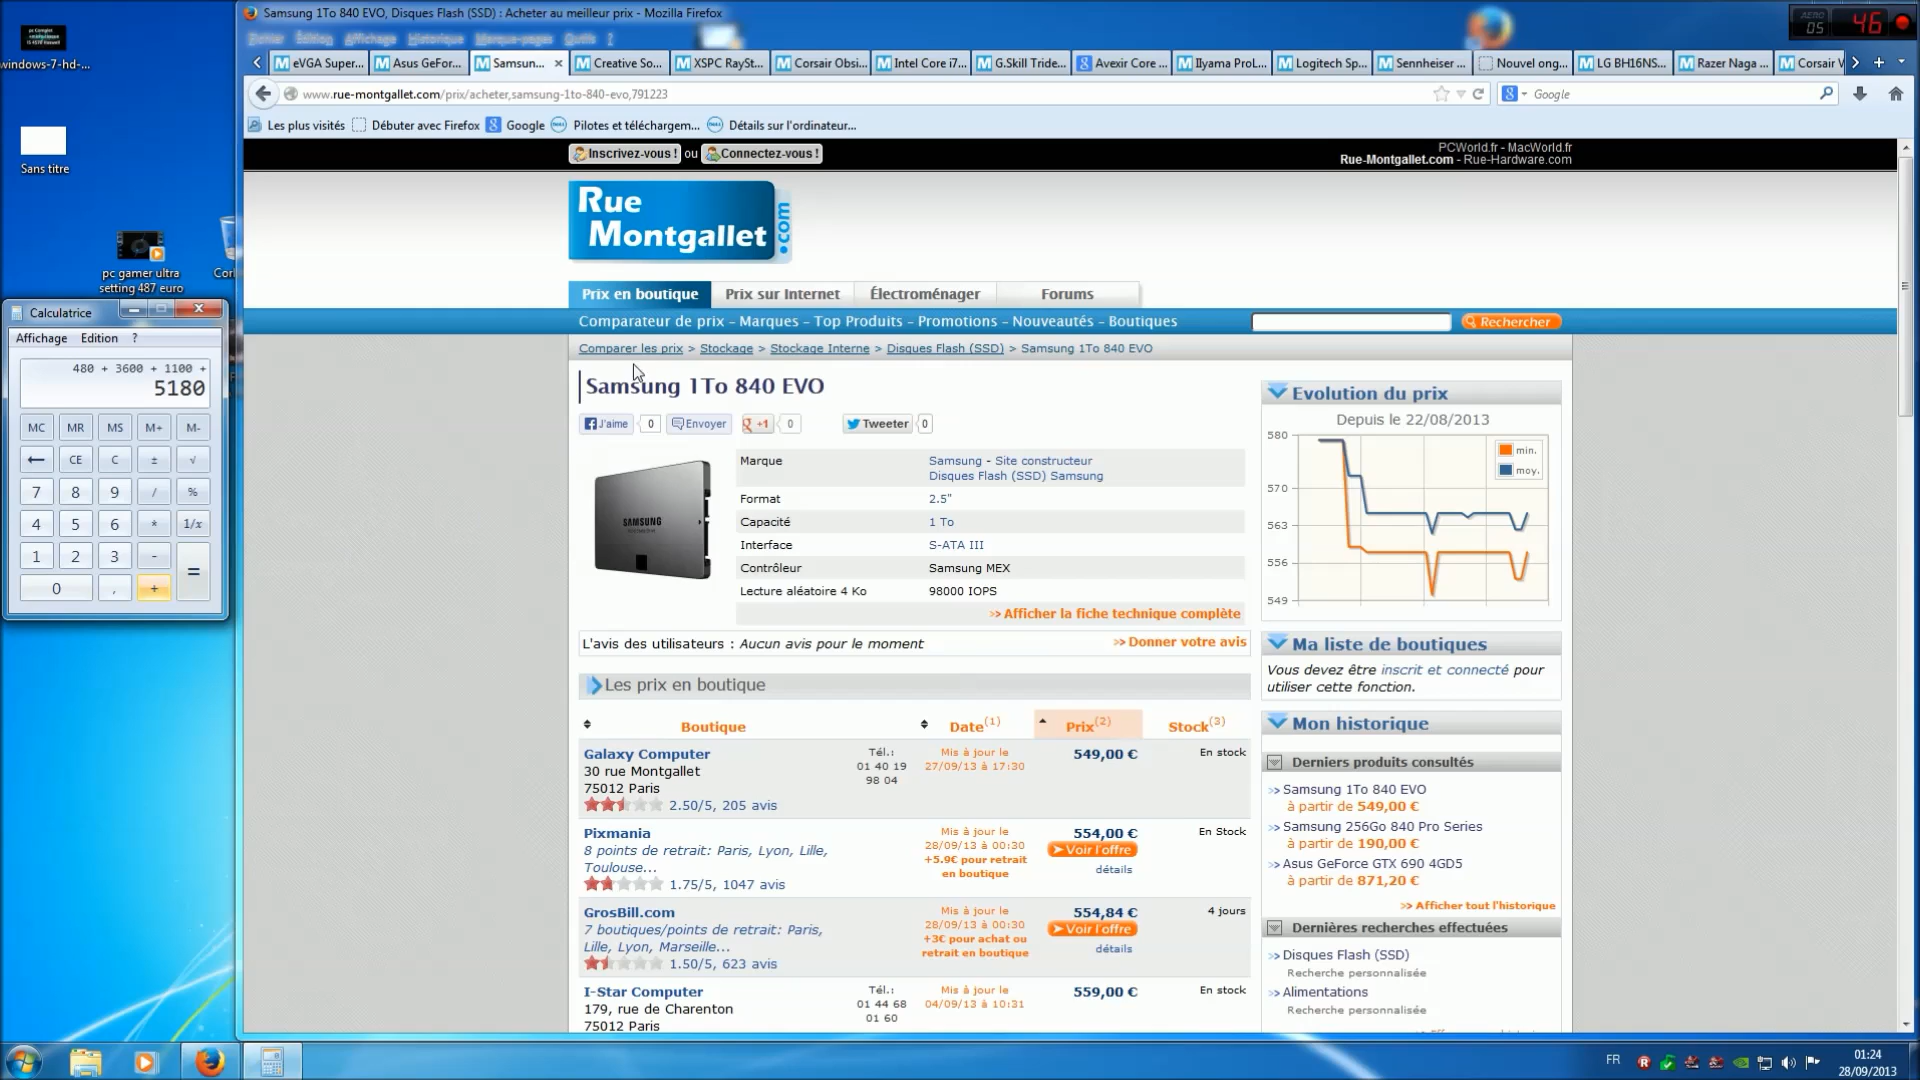 Samsung 1To 840 EVO, Disques Flash (SSD) : Acheter au meilleur prix - Mozilla Firefox
Fichier Édition Affichage Historique Marque-pages Outils ?
AERO
05
46
windows-7-hd-...
Sans titre
pc gamer ultra
setting 487 euro
eVGA Super...
Asus GeFor...
Samsun...
Creative So...
XSPC RaySt...
Corsair Obsi...
Intel Core i7...
G.Skill Tride...
Avexir Core ...
Iiyama ProL...
Logitech Sp...
Sennheiser ...
Nouvel ong...
LG BH16NS...
Razer Naga ...
Corsair V
www.rue-montgallet.com/prix/acheter,samsung-1to-840-evo,791223
Google
Les plus visités
Débuter avec Firefox
Google
Pilotes et téléchargem...
Détails sur l'ordinateur...
Inscrivez-vous ! ou Connectez-vous !
PCWorld.fr - MacWorld.fr
Rue-Montgallet.com - Rue-Hardware.com
Rue
Montgallet
.com
Prix en boutique
Prix sur Internet
Électroménager
Forums
Comparateur de prix - Marques - Top Produits - Promotions - Nouveautés - Boutiques
Rechercher
Comparer les prix > Stockage > Stockage Interne > Disques Flash (SSD) > Samsung 1To 840 EVO
Samsung 1To 840 EVO
J'aime 0
Envoyer
+1 0
Tweeter 0
SAMSUNG
Marque
Samsung - Site constructeur
Disques Flash (SSD) Samsung
Format 2.5"
Capacité 1 To
Interface S-ATA III
Contrôleur Samsung MEX
Lecture aléatoire 4 Ko 98000 IOPS
>> Afficher la fiche technique complète
L'avis des utilisateurs : Aucun avis pour le moment
>> Donner votre avis
Les prix en boutique
Boutique Date (1) Prix (2) Stock (3)
Galaxy Computer
30 rue Montgallet
75012 Paris
2.50/5, 205 avis
Tél.:
01 40 19
98 04
Mis à jour le
27/09/13 à 17:30
549,00 €
En stock
Pixmania
8 points de retrait: Paris, Lyon, Lille,
Toulouse...
1.75/5, 1047 avis
Mis à jour le
28/09/13 à 00:30
+5.9€ pour retrait
en boutique
554,00 €
Voir l'offre
détails
En Stock
GrosBill.com
7 boutiques/points de retrait: Paris,
Lille, Lyon, Marseille...
1.50/5, 623 avis
Mis à jour le
28/09/13 à 00:30
+3€ pour achat ou
retrait en boutique
554,84 €
Voir l'offre
détails
4 jours
I-Star Computer
179, rue de Charenton
75012 Paris
Tél.:
01 44 68
01 60
Mis à jour le
04/09/13 à 10:31
559,00 €
En stock
Evolution du prix
Depuis le 22/08/2013
580
570
563
556
549
min.
moy.
Ma liste de boutiques
Vous devez être inscrit et connecté pour
utiliser cette fonction.
Mon historique
Derniers produits consultés
>> Samsung 1To 840 EVO
à partir de 549,00 €
>> Samsung 256Go 840 Pro Series
à partir de 190,00 €
>> Asus GeForce GTX 690 4GD5
à partir de 871,20 €
>> Afficher tout l'historique
Dernières recherches effectuées
>> Disques Flash (SSD)
Recherche personnalisée
>> Alimentations
Recherche personnalisée
Calculatrice
Affichage Edition ?
480 + 3600 + 1100 +
5180
MC MR MS M+ M-
← CE C ± √
7 8 9 / %
4 5 6 * 1/x
1 2 3 - =
0 , +
FR
01:24
28/09/2013